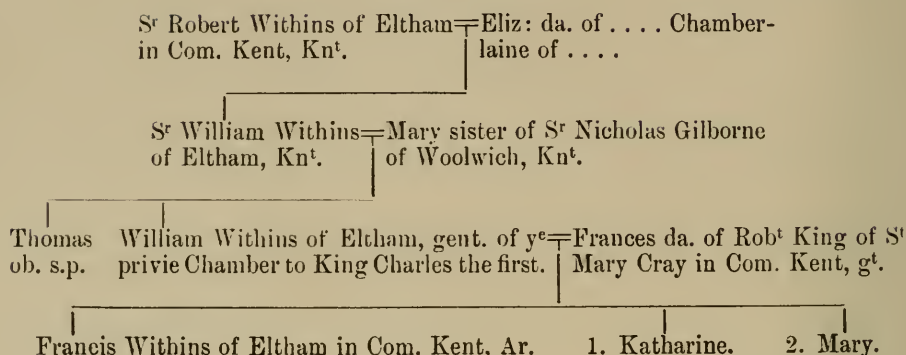 Sʳ Robert Withins of Eltham=Eliz: da. of .... Chamber-
in Com. Kent, Knᵗ. laine of ....
Sʳ William Withins=Mary sister of Sʳ Nicholas Gilborne
of Eltham, Knᵗ. of Woolwich, Knᵗ.
Thomas William Withins of Eltham, gent. of yᵉ=Frances da. of Robᵗ King of Sᵗ
ob. s.p. privie Chamber to King Charles the first. Mary Cray in Com. Kent, gᵗ.
Francis Withins of Eltham in Com. Kent, Ar. 1. Katharine. 2. Mary.